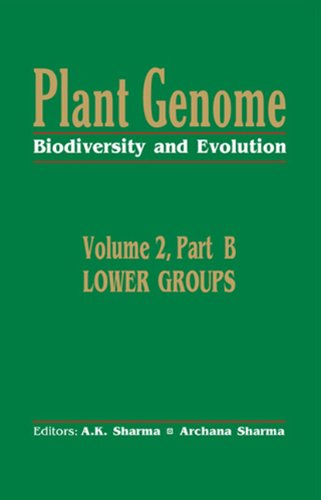 Plant Genome
Biodiversity and Evolution
Volume 2, Part B
LOWER GROUPS
Editors: A.K. Sharma ▪ Archana Sharma